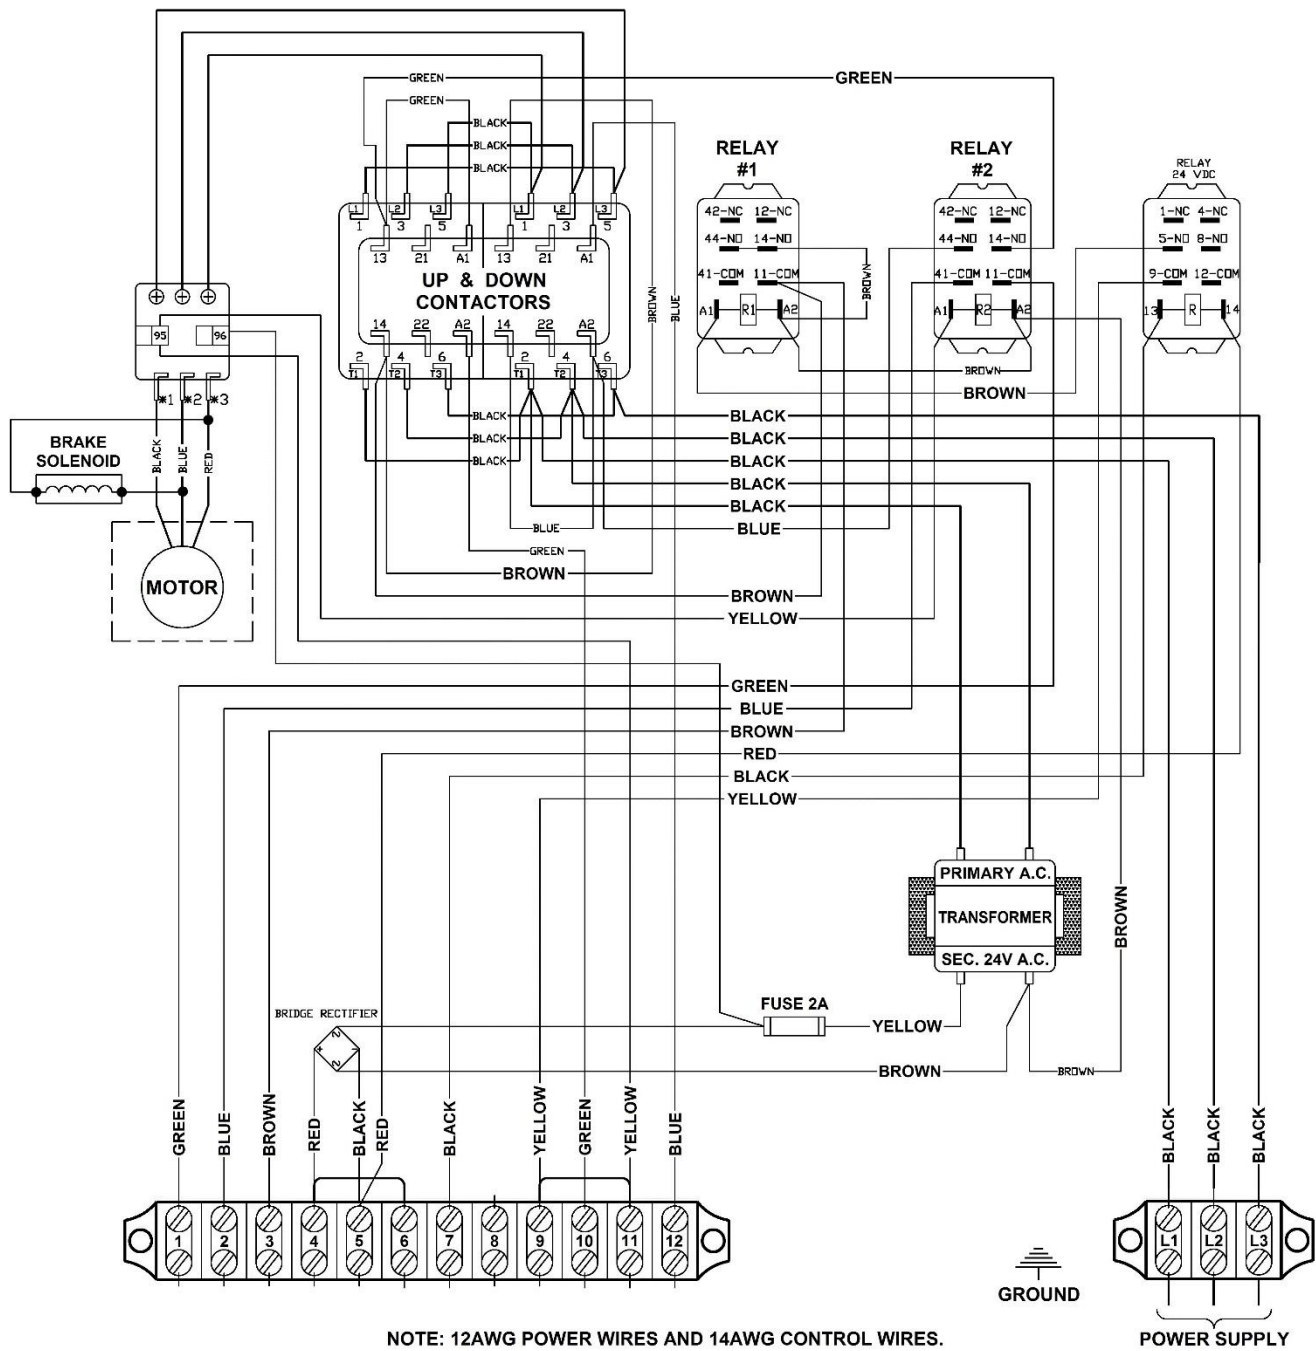 GREEN
GREEN
GREEN
BLACK
BLACK
BLACK
RELAY
#1
RELAY
#2
RELAY
24 VDC
L1 L2 L3 L1 L2 L3
1 3 5 1 3 5
42-NC 12-NC
42-NC 12-NC
1-NC 4-NC
44-NO 14-NO
44-NO 14-NO
5-NO 8-NO
13 21 A1 13 21 A1
UP & DOWN
CONTACTORS
41-COM 11-COM
41-COM 11-COM
9-COM 12-COM
BROWN
BLUE
BROWN
A1 R1 A2
A1 R2 A2
13 R 14
95 96
14 22 A2 14 22 A2
2 4 6 2 4 6
T1 T2 T3 T1 T2 T3
BROWN
BROWN
*1 *2 *3
BLACK
BLUE
RED
BRAKE
SOLENOID
BLACK
BLACK
BLACK
BLACK
BLACK
BLACK
BLACK
BLACK
BLUE
BLUE
GREEN
BROWN
MOTOR
BROWN
YELLOW
GREEN
BLUE
BROWN
RED
BLACK
YELLOW
PRIMARY A.C.
TRANSFORMER
SEC. 24V A.C.
BROWN
FUSE 2A
YELLOW
BRIDGE RECTIFIER
+ 2 - 2
BROWN
BROWN
GREEN
BLUE
BROWN
RED
BLACK
RED
BLACK
YELLOW
GREEN
YELLOW
BLUE
BLACK
BLACK
BLACK
1 2 3 4 5 6 7 8 9 10 11 12
L1 L2 L3
GROUND
NOTE: 12AWG POWER WIRES AND 14AWG CONTROL WIRES.
POWER SUPPLY